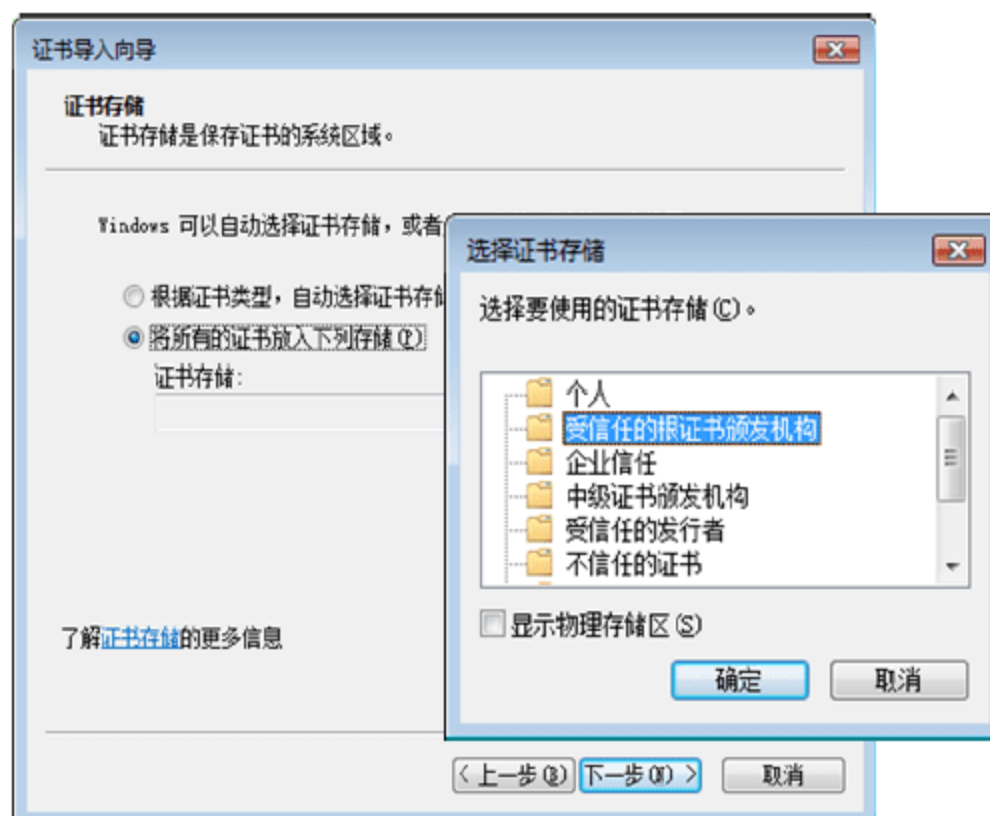 证书导入向导
证书存储
证书存储是保存证书的系统区域。
Windows 可以自动选择证书存储，或者
根据证书类型，自动选择证书存储
将所有的证书放入下列存储(P)
证书存储:
了解证书存储的更多信息
< 上一步(B)
下一步(N) >
取消
选择证书存储
选择要使用的证书存储(C)。
个人
受信任的根证书颁发机构
企业信任
中级证书颁发机构
受信任的发行者
不信任的证书
显示物理存储区(S)
确定
取消